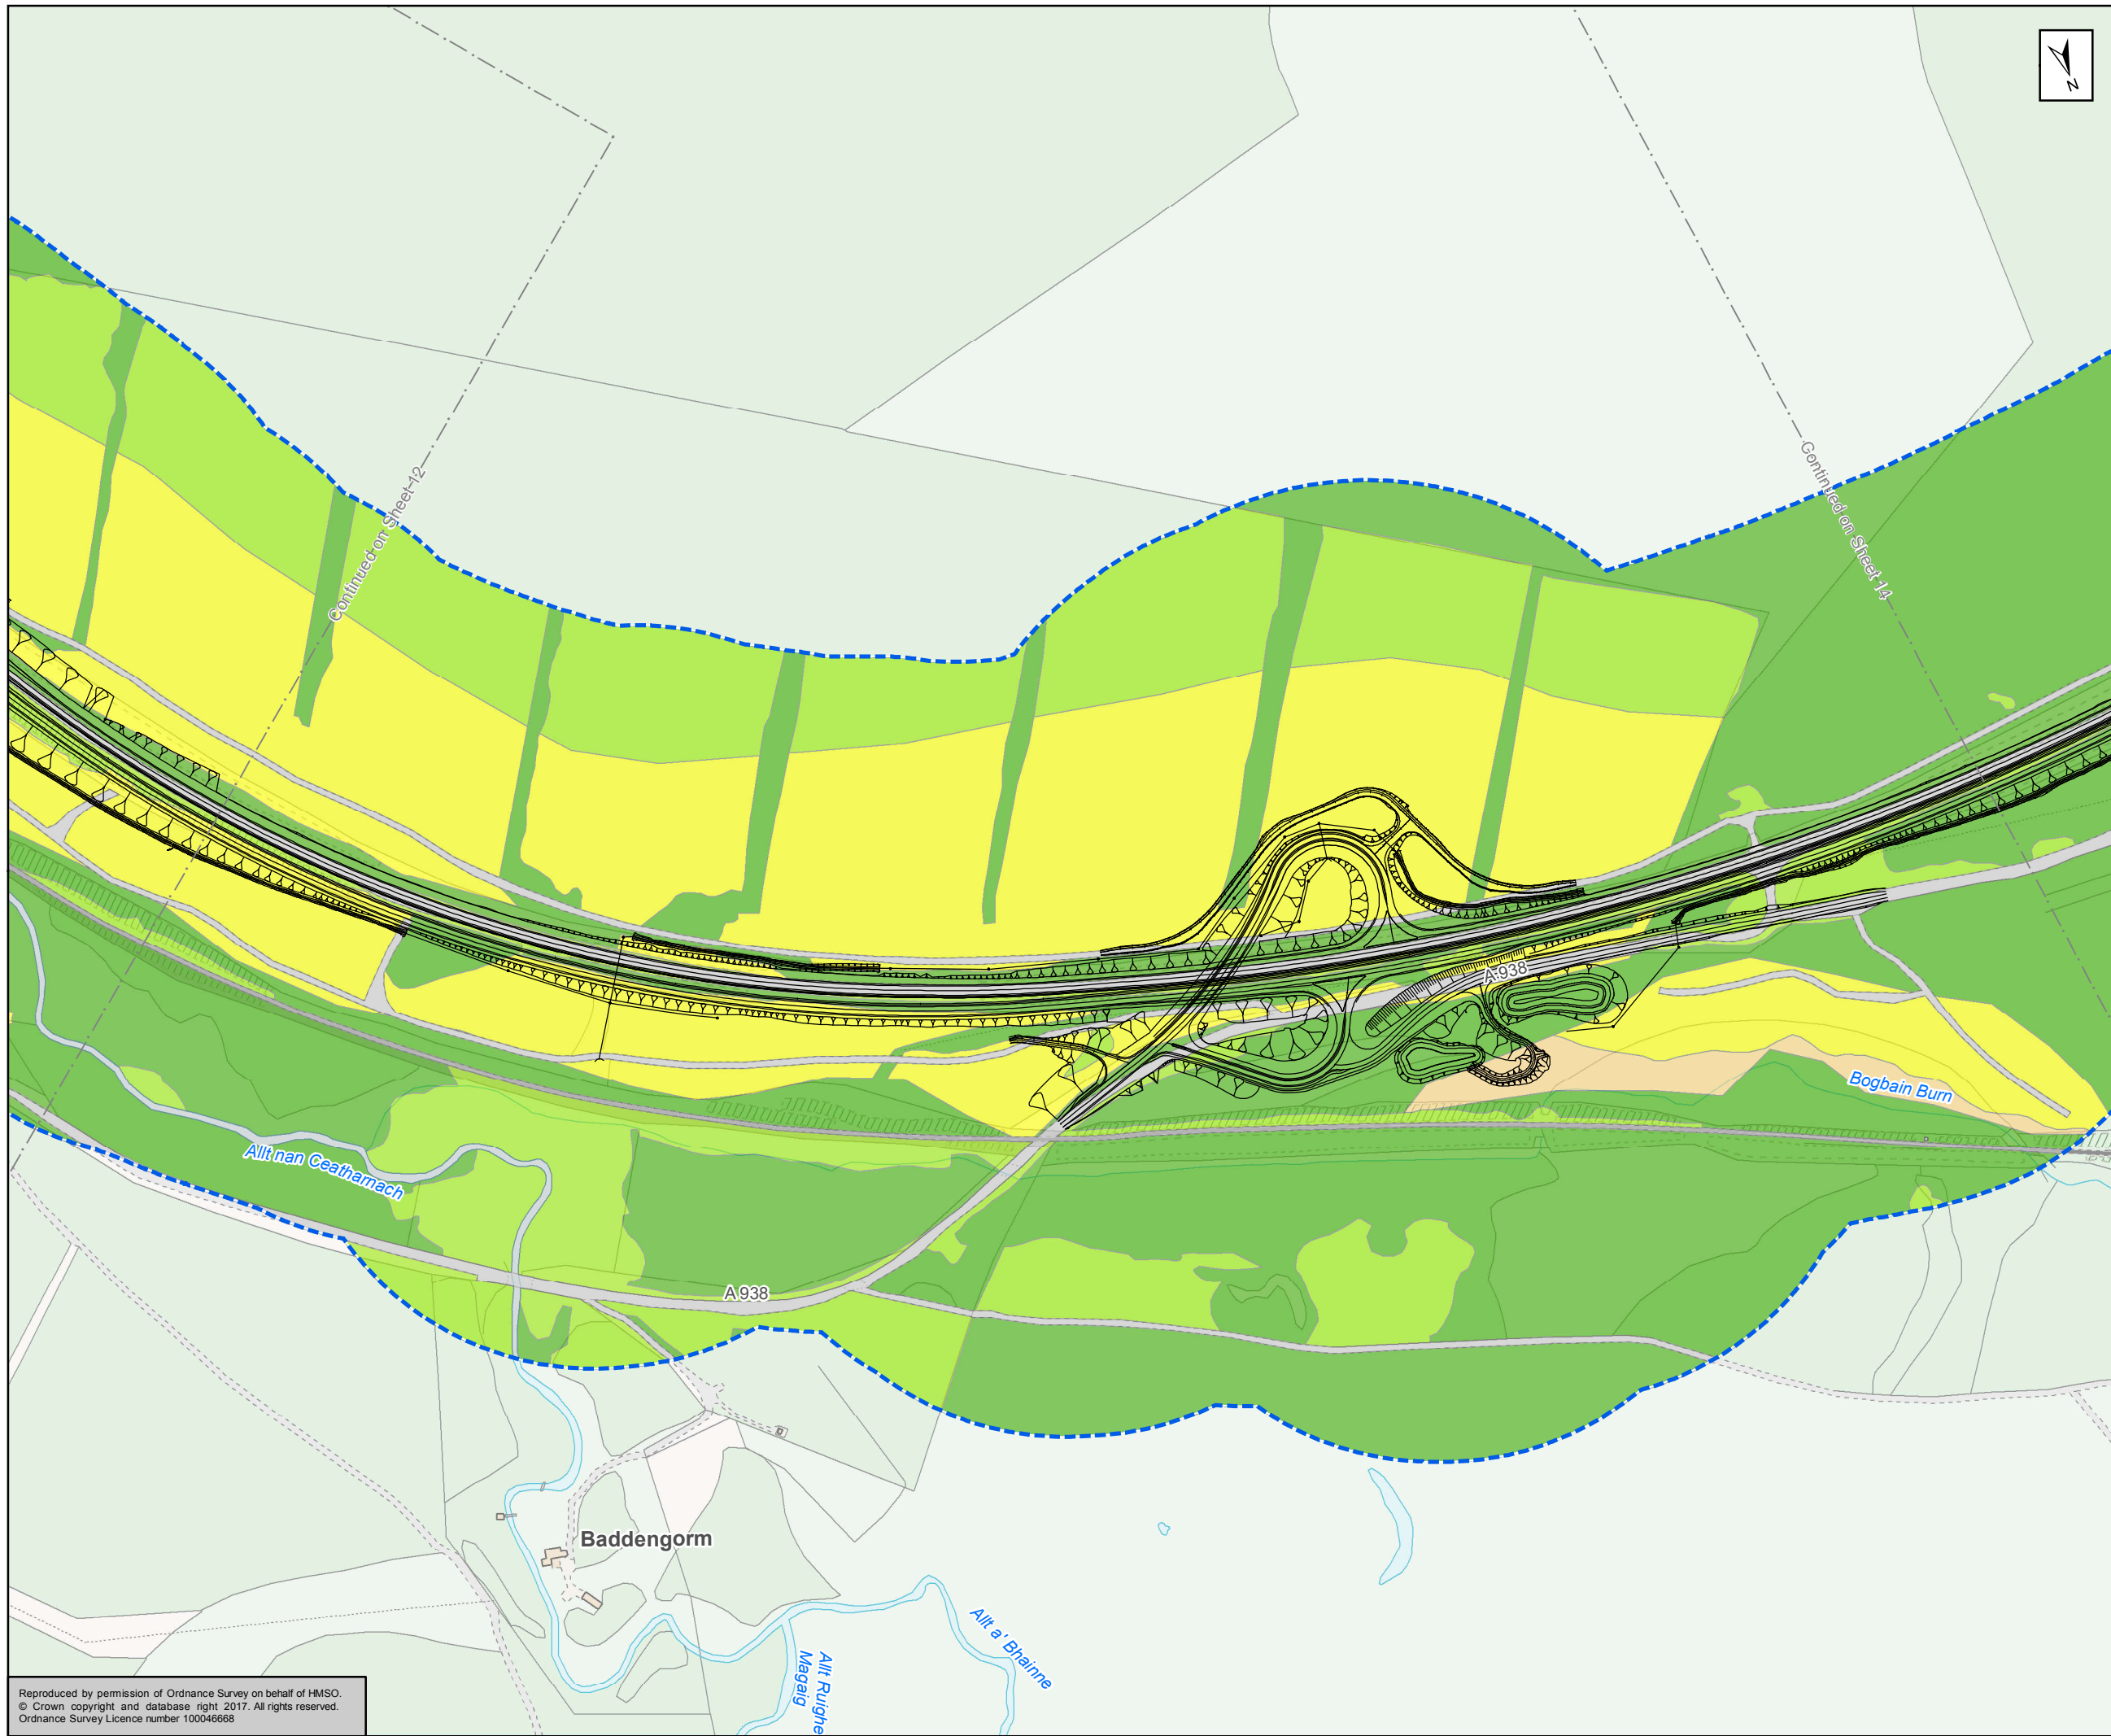 N
Continued on Sheet 12
Continued on Sheet 14
A 938
Bogbain Burn
Allt nan Ceatharnach
A 938
Baddengorm
Allt a' Bhainne
Allt Ruighe
Magaig
Reproduced by permission of Ordnance Survey on behalf of HMSO.
© Crown copyright and database right 2017. All rights reserved.
Ordnance Survey Licence number 100046668